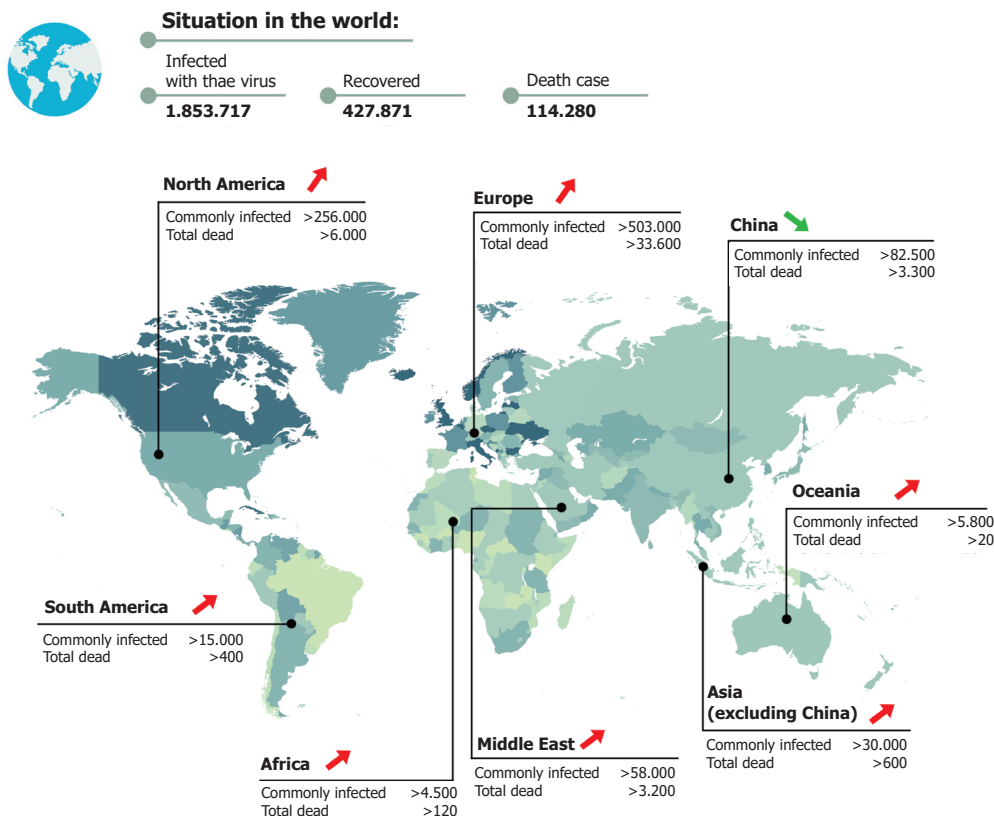 Situation in the world:
Infected
with thae virus
1.853.717
Recovered
427.871
Death case
114.280
North America
Commonly infected >256.000
Total dead >6.000
Europe
Commonly infected >503.000
Total dead >33.600
China
Commonly infected >82.500
Total dead >3.300
Oceania
Commonly infected >5.800
Total dead >20
South America
Commonly infected >15.000
Total dead >400
Asia
(excluding China)
Commonly infected >30.000
Total dead >600
Middle East
Commonly infected >58.000
Total dead >3.200
Africa
Commonly infected >4.500
Total dead >120